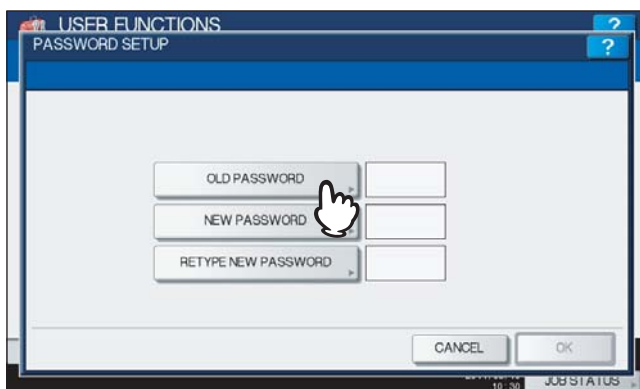 USER FUNCTIONS
?
PASSWORD SETUP
?
OLD PASSWORD
NEW PASSWORD
RETYPE NEW PASSWORD
CANCEL
OK
10:30
JOB STATUS